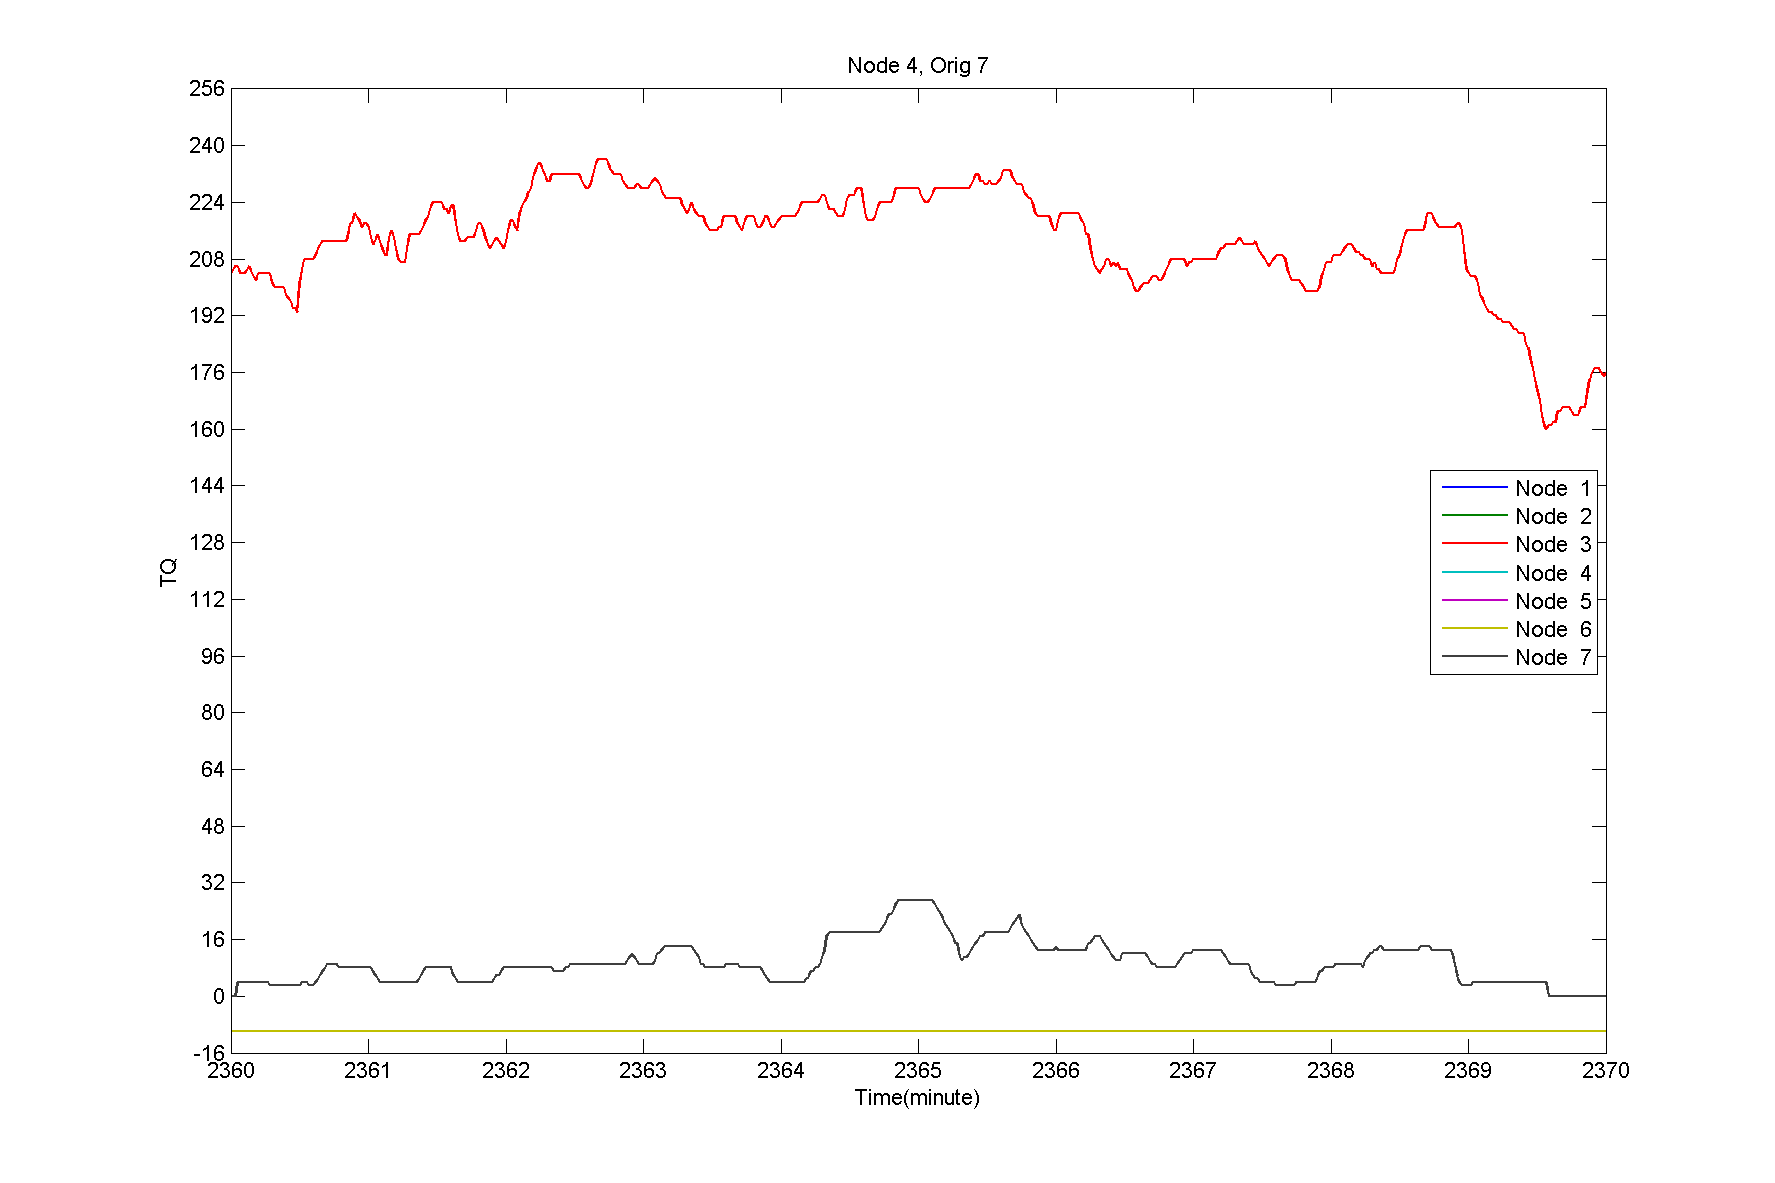 Node 4, Orig 7
256
240
224
208
192
176
160
144
128
112
96
80
64
48
32
16
0
-16
TQ
Node 1
Node 2
Node 3
Node 4
Node 5
Node 6
Node 7
2360 2361 2362 2363 2364 2365 2366 2367 2368 2369 2370
Time(minute)